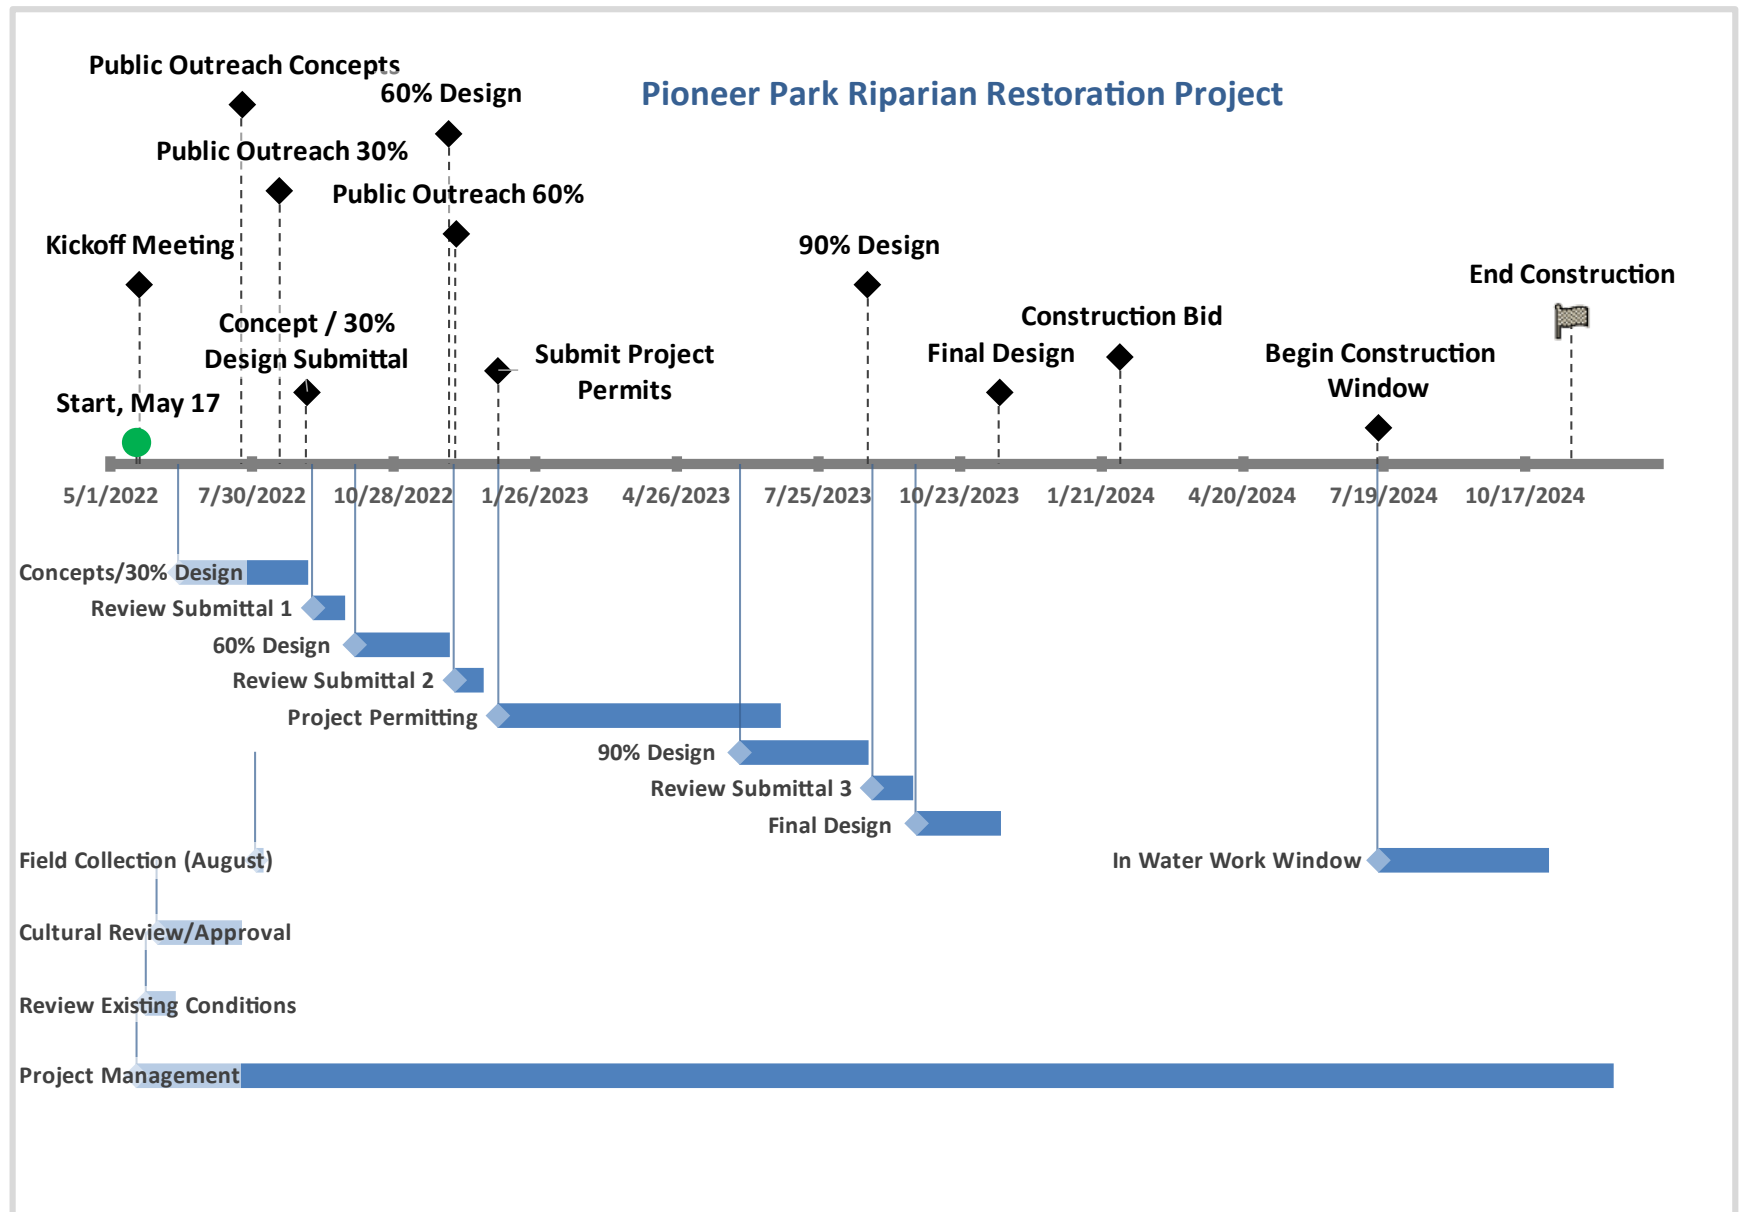 Public Outreach Concepts
60% Design
Pioneer Park Riparian Restoration Project
Public Outreach 30%
Public Outreach 60%
Kickoff Meeting
90% Design
End Construction
Concept / 30%
Design Submittal
Construction Bid
Submit Project
Permits
Final Design
Begin Construction
Window
Start, May 17
5/1/2022
7/30/2022
10/28/2022
1/26/2023
4/26/2023
7/25/2023
10/23/2023
1/21/2024
4/20/2024
7/19/2024
10/17/2024
Concepts/30% Design
Review Submittal 1
60% Design
Review Submittal 2
Project Permitting
90% Design
Review Submittal 3
Final Design
Field Collection (August)
In Water Work Window
Cultural Review/Approval
Review Existing Conditions
Project Management